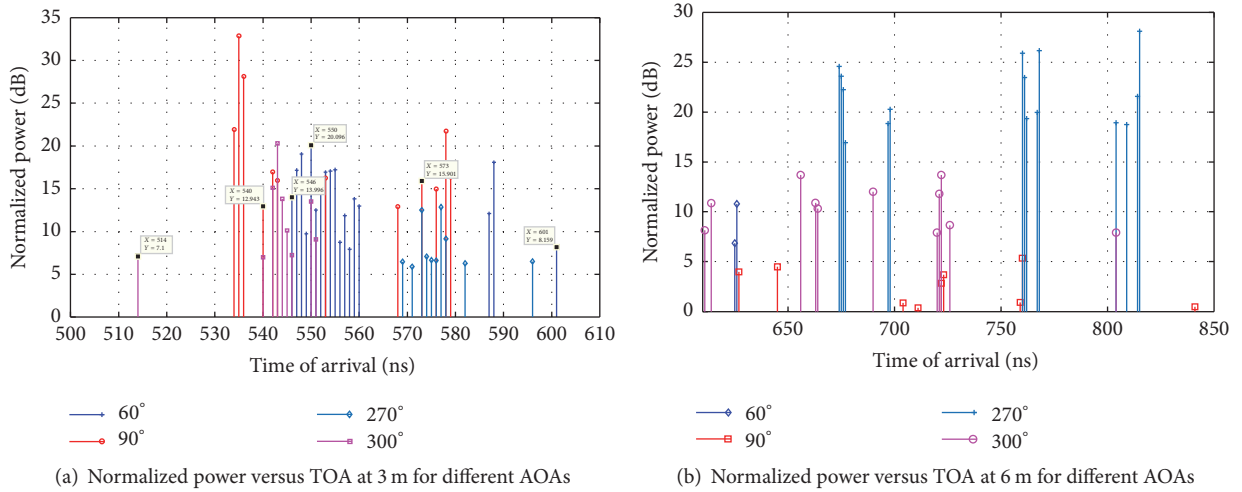 35
30
25
20
15
10
5
0
Normalized power (dB)
X = 514
Y = 7.1
X = 540
Y = 12.943
X = 546
Y = 13.996
X = 550
Y = 20.096
X = 573
Y = 15.901
X = 601
Y = 8.159
500 510 520 530 540 550 560 570 580 590 600 610
Time of arrival (ns)
60°
90°
270°
300°
(a) Normalized power versus TOA at 3 m for different AOAs
30
25
20
15
10
5
0
Normalized power (dB)
650 700 750 800 850
Time of arrival (ns)
60°
90°
270°
300°
(b) Normalized power versus TOA at 6 m for different AOAs